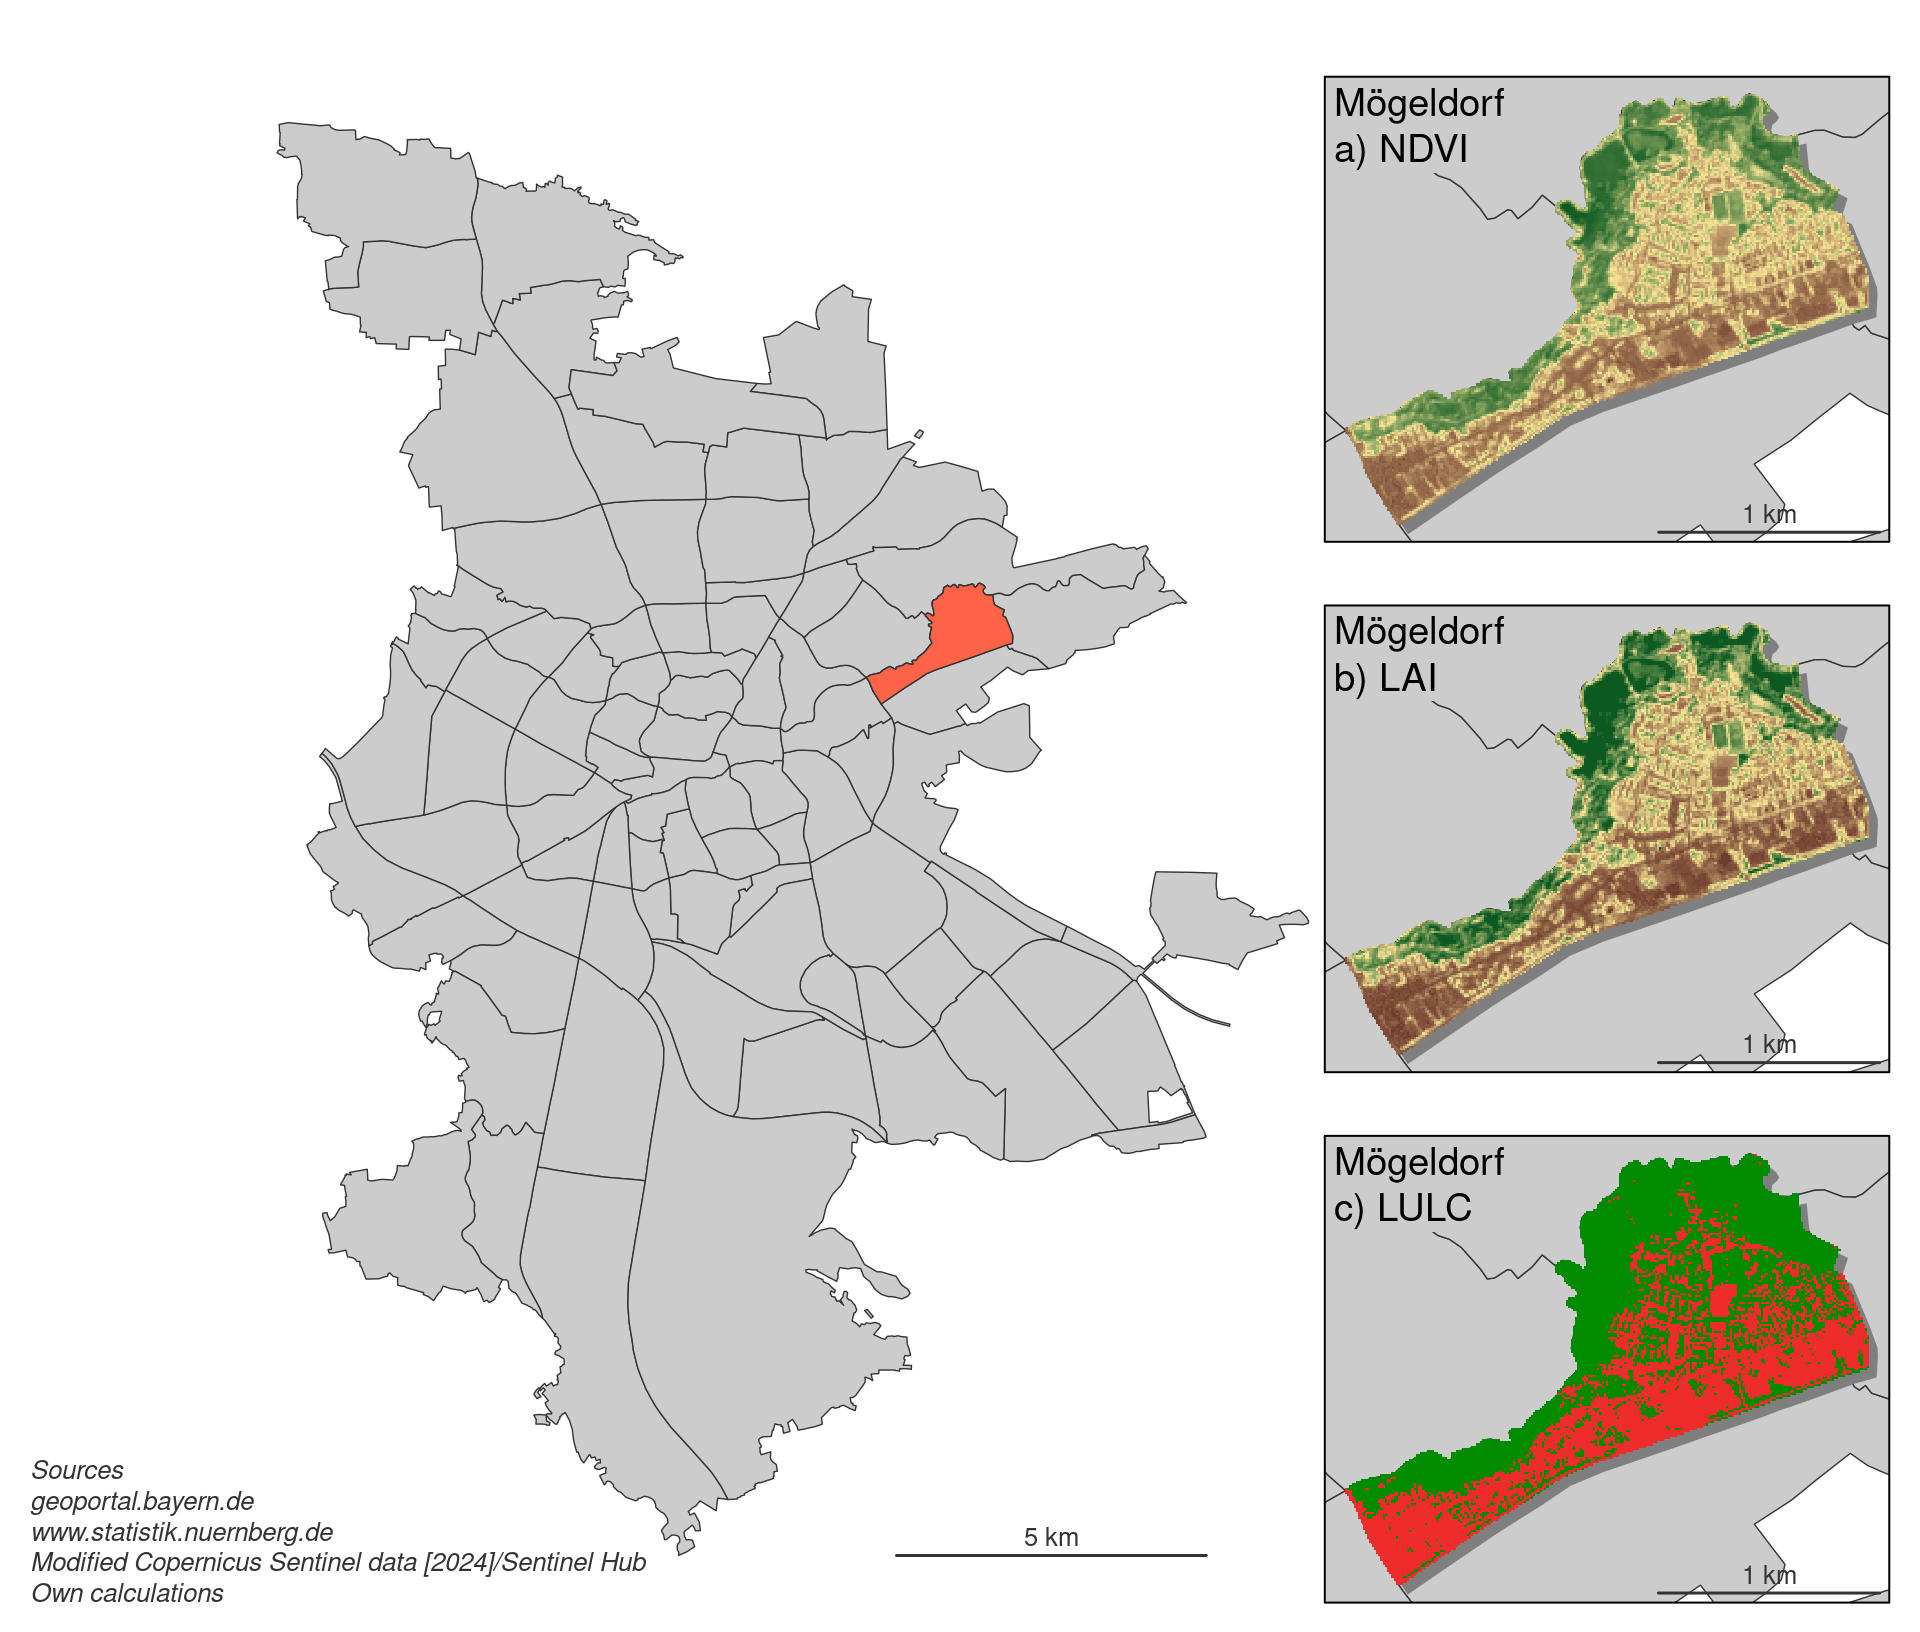 Mögeldorf
a) NDVI
1 km
Mögeldorf
b) LAI
1 km
Mögeldorf
c) LULC
1 km
5 km
Sources
geoportal.bayern.de
www.statistik.nuernberg.de
Modified Copernicus Sentinel data [2024]/Sentinel Hub
Own calculations